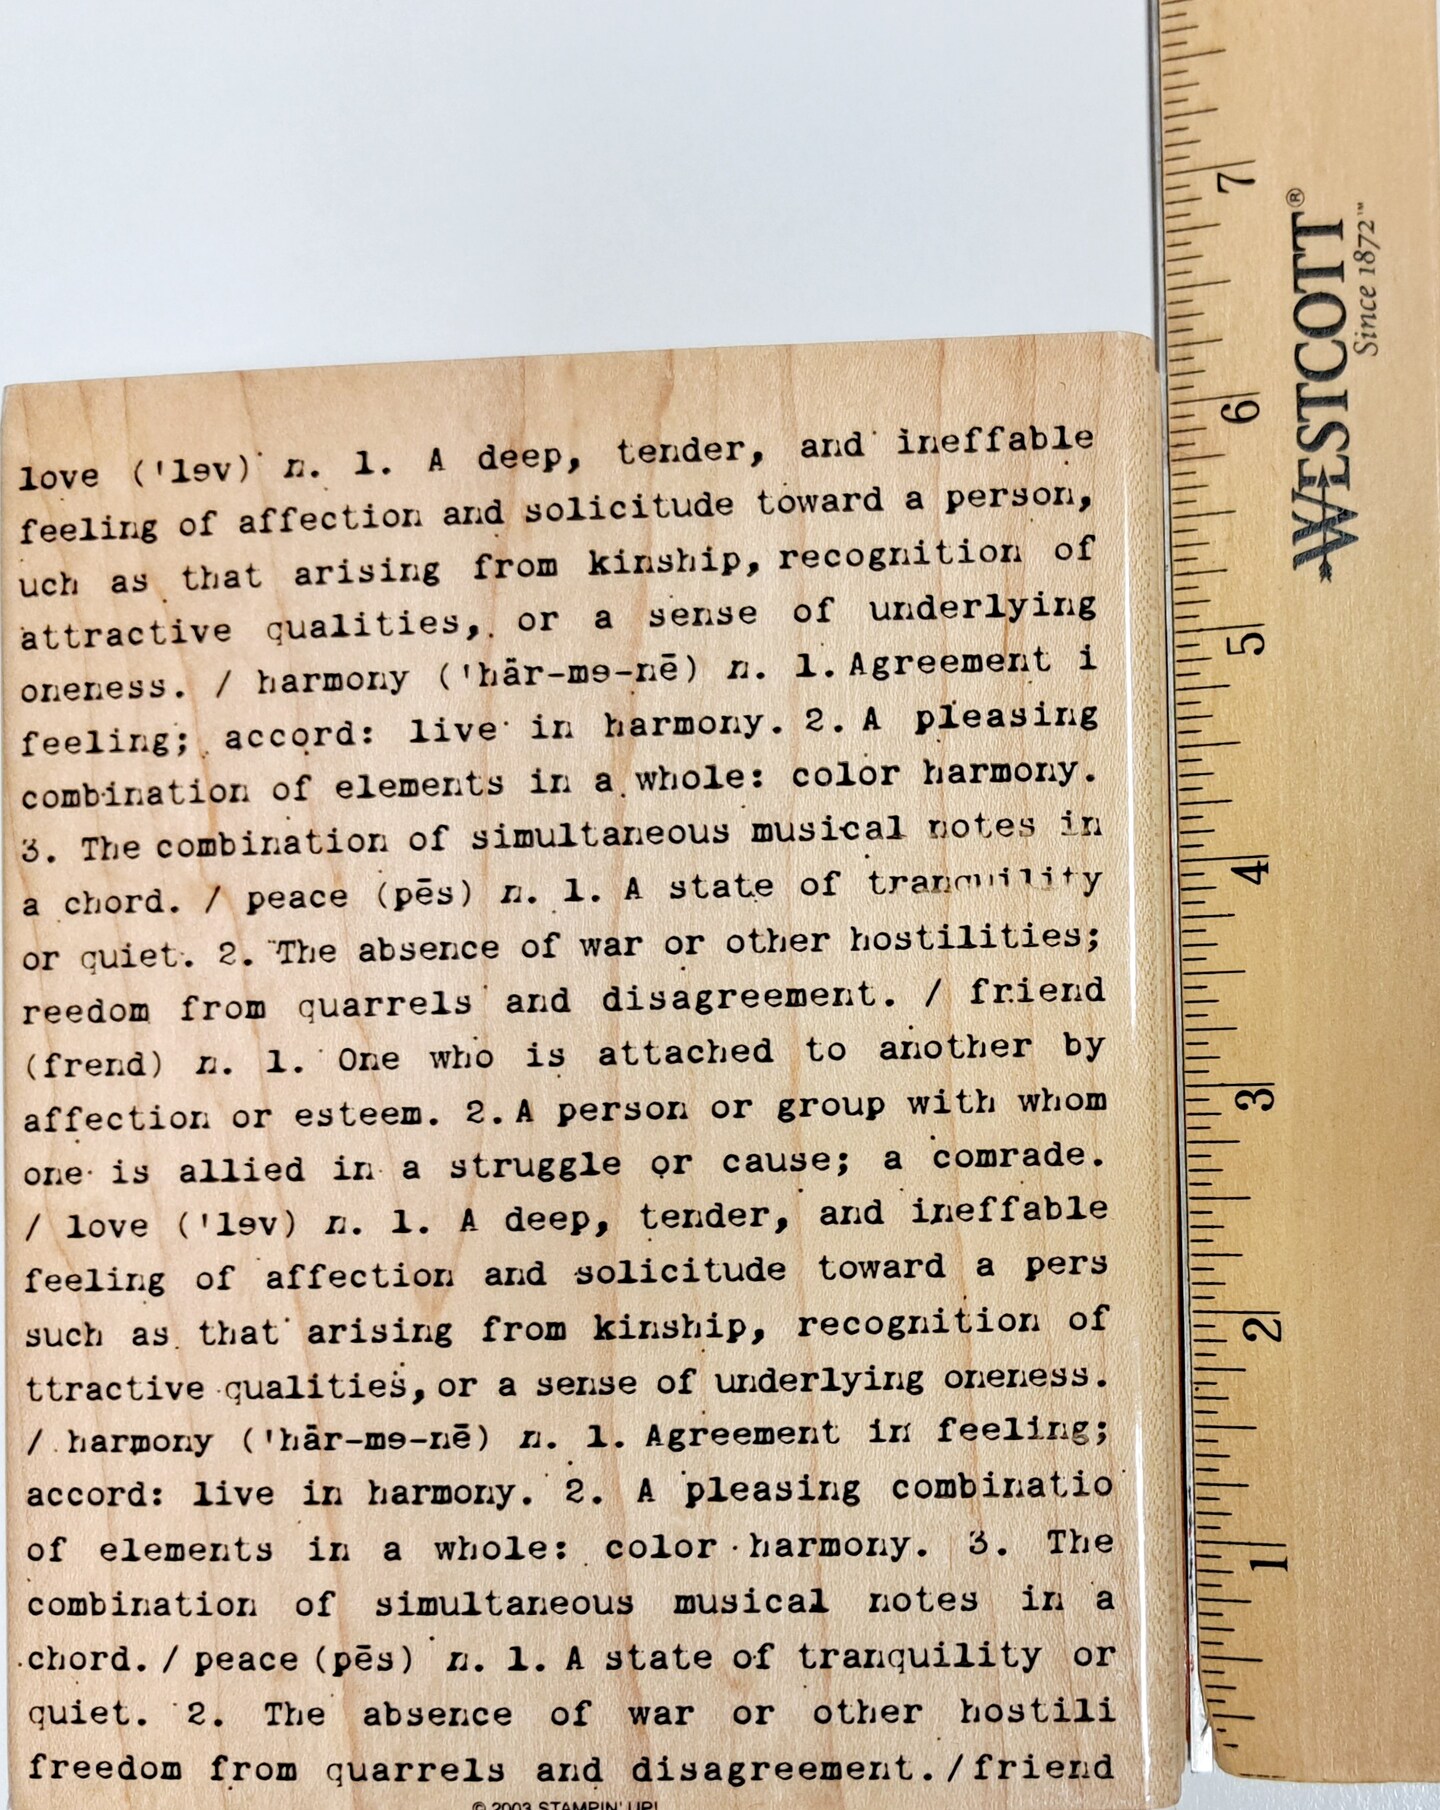 love ('ləv) n. 1. A deep, tender, and ineffable
feeling of affection and solicitude toward a person,
uch as that arising from kinship, recognition of
attractive qualities, or a sense of underlying
oneness. / harmony ('här-mə-nē) n. 1. Agreement i
feeling; accord: live in harmony. 2. A pleasing
combination of elements in a whole: color harmony.
3. The combination of simultaneous musical notes in
a chord. / peace (pēs) n. 1. A state of tranquility
or quiet. 2. The absence of war or other hostilities;
reedom from quarrels and disagreement. / friend
(frend) n. 1. One who is attached to another by
affection or esteem. 2. A person or group with whom
one is allied in a struggle or cause; a comrade.
/ love ('ləv) n. 1. A deep, tender, and ineffable
feeling of affection and solicitude toward a pers
such as that arising from kinship, recognition of
ttractive qualities, or a sense of underlying oneness.
/ harmony ('här-mə-nē) n. 1. Agreement in feeling;
accord: live in harmony. 2. A pleasing combinatio
of elements in a whole: color harmony. 3. The
combination of simultaneous musical notes in a
chord. / peace (pēs) n. 1. A state of tranquility or
quiet. 2. The absence of war or other hostili
freedom from quarrels and disagreement. / friend
© 2003 STAMPIN' UP!
7
6
5
4
3
2
1
WESTCOTT®
Since 1872™